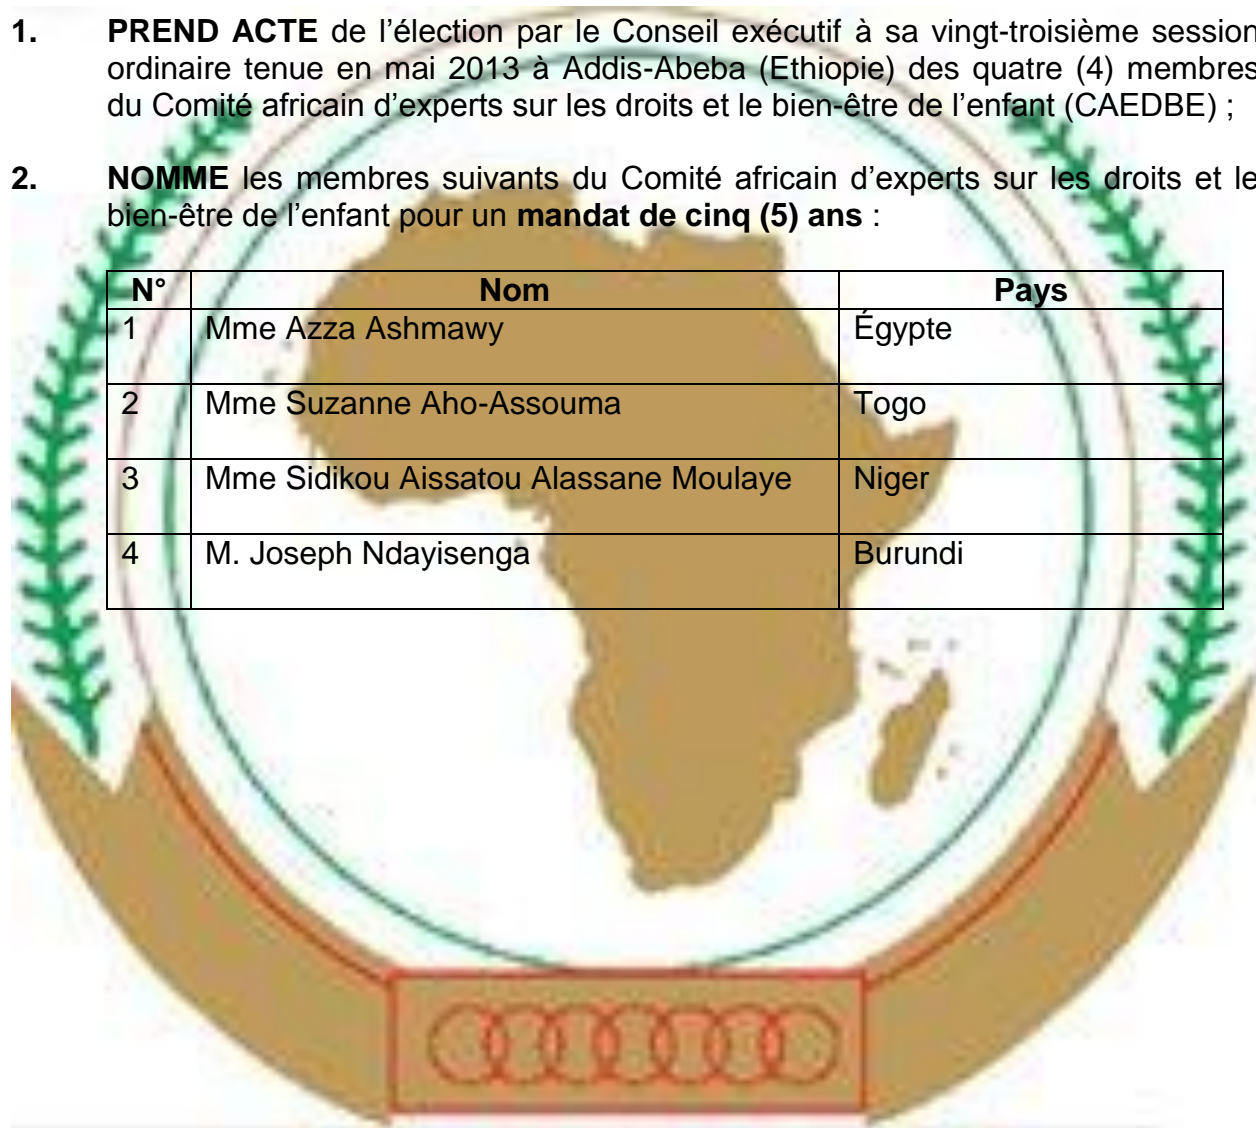 1. PREND ACTE de l’élection par le Conseil exécutif à sa vingt-troisième session
ordinaire tenue en mai 2013 à Addis-Abeba (Ethiopie) des quatre (4) membres
du Comité africain d’experts sur les droits et le bien-être de l’enfant (CAEDBE) ;
2. NOMME les membres suivants du Comité africain d’experts sur les droits et le
bien-être de l’enfant pour un mandat de cinq (5) ans :
N° Nom Pays
1 Mme Azza Ashmawy Égypte
2 Mme Suzanne Aho-Assouma Togo
3 Mme Sidikou Aissatou Alassane Moulaye Niger
4 M. Joseph Ndayisenga Burundi